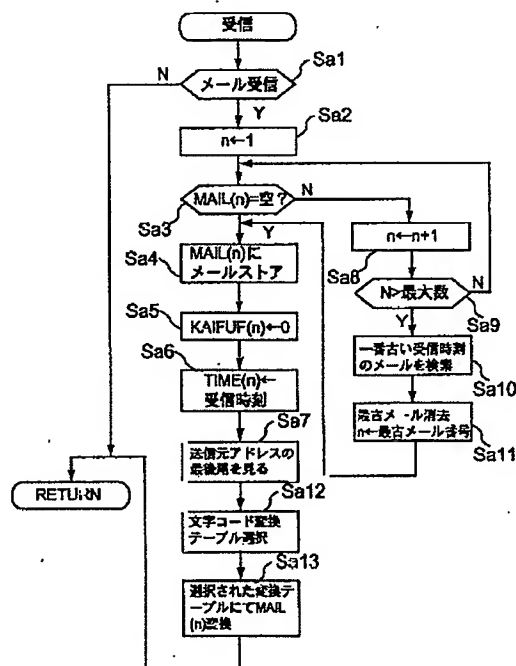 受信
Sa1
N
メール受信
Y
Sa2
n←1
MAIL(n)=空?
N
Sa3
Y
n←n+1
Sa8
MAIL(n)に
メールストア
Sa4
N>最大数
N
Sa9
Y
Sa5
KAIFUF(n)←0
Sa6
一番古い受信時刻
のメールを検索
Sa10
TIME(n)←
受信時刻
最古メール消去
n←最古メール番号
Sa11
Sa7
送信元アドレスの
最後尾を見る
RETURN
Sa12
文字コード変換
テーブル選択
Sa13
選択された変換テ
ーブルにてMAIL
(n)変換